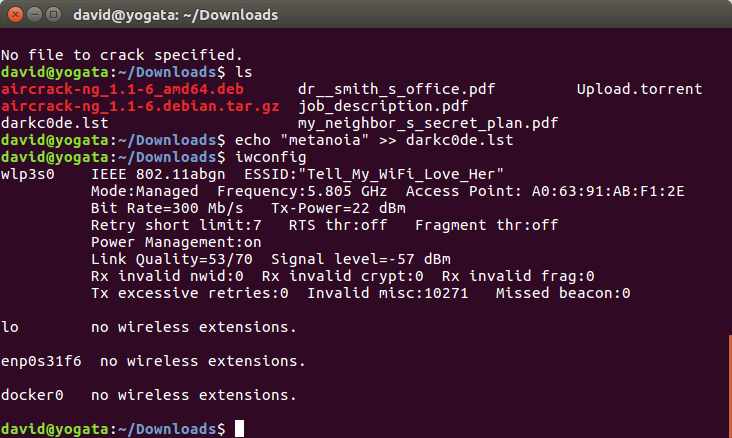 david@yogata: ~/Downloads
No file to crack specified.
david@yogata:~/Downloads$ ls
aircrack-ng_1.1-6_amd64.deb      dr__smith_s_office.pdf         Upload.torrent
aircrack-ng_1.1-6.debian.tar.gz  job_description.pdf
darkc0de.lst                     my_neighbor_s_secret_plan.pdf
david@yogata:~/Downloads$ echo "metanoia" >> darkc0de.lst
david@yogata:~/Downloads$ iwconfig
wlp3s0    IEEE 802.11abgn  ESSID:"Tell_My_WiFi_Love_Her"
          Mode:Managed  Frequency:5.805 GHz  Access Point: A0:63:91:AB:F1:2E
          Bit Rate=300 Mb/s   Tx-Power=22 dBm
          Retry short limit:7   RTS thr:off   Fragment thr:off
          Power Management:on
          Link Quality=53/70  Signal level=-57 dBm
          Rx invalid nwid:0  Rx invalid crypt:0  Rx invalid frag:0
          Tx excessive retries:0  Invalid misc:10271   Missed beacon:0
lo        no wireless extensions.
enp0s31f6  no wireless extensions.
docker0   no wireless extensions.
david@yogata:~/Downloads$